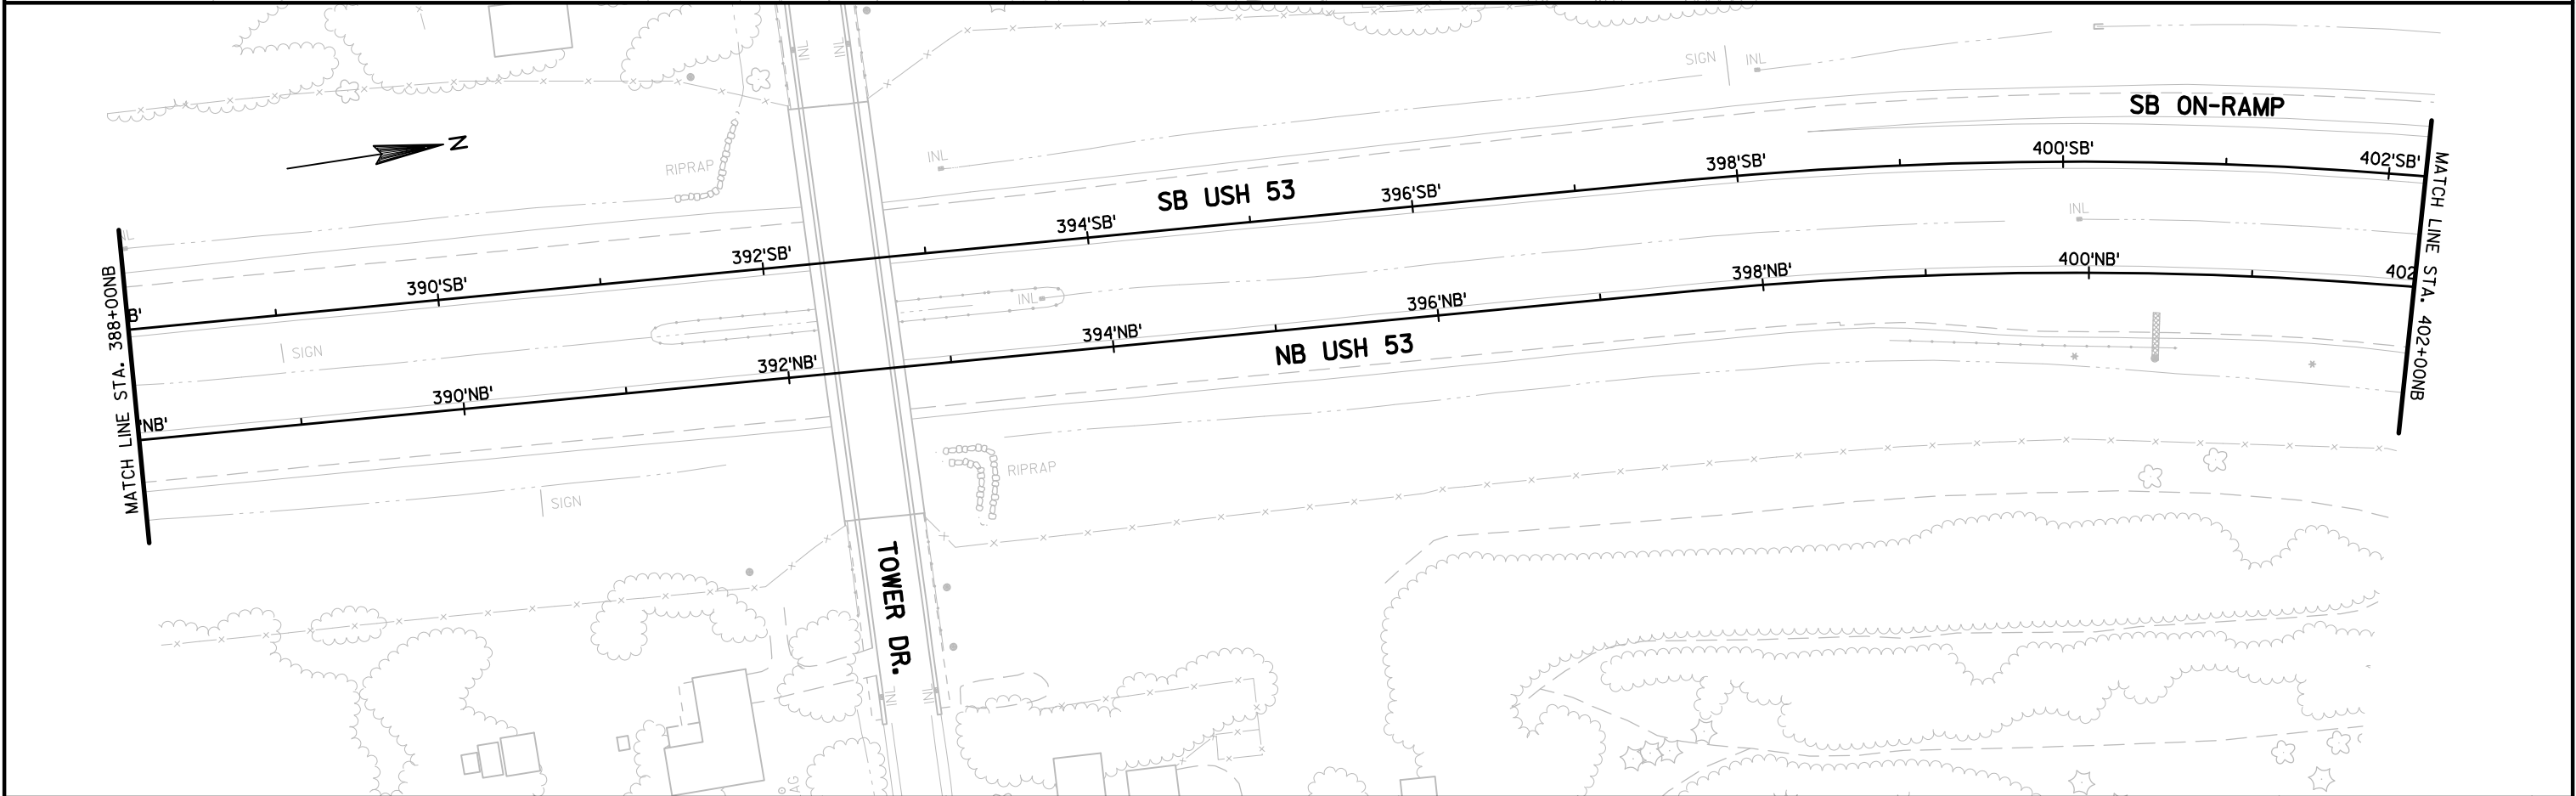 INL
INL
SIGN
INL
SB ON-RAMP
N
RIPRAP
INL
398'SB'
400'SB'
402'SB'
SB USH 53
396'SB'
394'SB'
392'SB'
390'SB'
B'
INL
MATCH LINE STA. 388+00NB
MATCH LINE STA. 402+00NB
INL
400'NB'
402
398'NB'
396'NB'
394'NB'
NB USH 53
392'NB'
390'NB'
'NB'
SIGN
RIPRAP
SIGN
TOWER DR.
INL
INL
AG